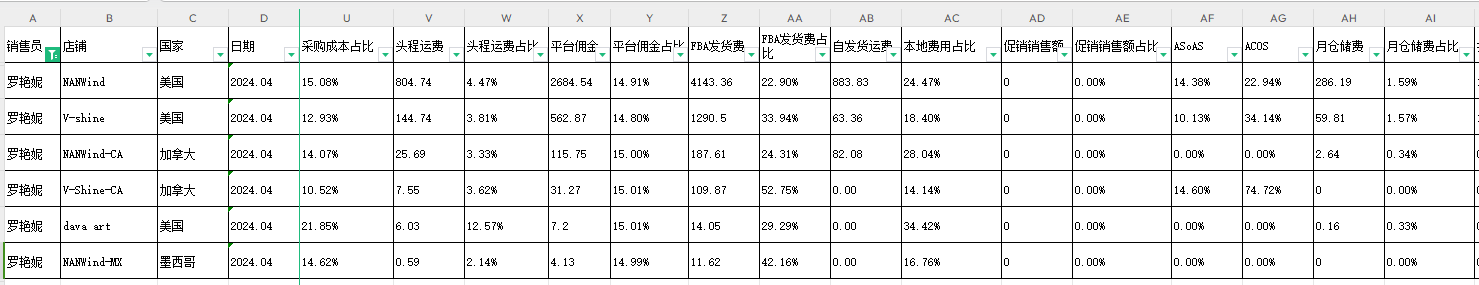 A B C D U V W X Y Z AA AB AC AD AE AF AG AH AI
销售员 店铺 国家 日期 采购成本占比 头程运费 头程运费占比 平台佣金 平台佣金占比 FBA发货费 FBA发货费占比 自发货运费 本地费用占比 促销销售额 促销销售额占比 ASoAS ACOS 月仓储费 月仓储费占比
罗艳妮 NANWind 美国 2024.04 15.08% 804.74 4.47% 2684.54 14.91% 4143.36 22.90% 883.83 24.47% 0 0.00% 14.38% 22.94% 286.19 1.59%
罗艳妮 V-shine 美国 2024.04 12.93% 144.74 3.81% 562.87 14.80% 1290.5 33.94% 63.36 18.40% 0 0.00% 10.13% 34.14% 59.81 1.57%
罗艳妮 NANWind-CA 加拿大 2024.04 14.07% 25.69 3.33% 115.75 15.00% 187.61 24.31% 82.08 28.04% 0 0.00% 0.00% 0.00% 2.64 0.34%
罗艳妮 V-Shine-CA 加拿大 2024.04 10.52% 7.55 3.62% 31.27 15.01% 109.87 52.75% 0.00 14.14% 0 0.00% 14.60% 74.72% 0 0.00%
罗艳妮 dava art 美国 2024.04 21.85% 6.03 12.57% 7.2 15.01% 14.05 29.29% 0.00 34.42% 0 0.00% 0.00% 0.00% 0.16 0.33%
罗艳妮 NANWind-MX 墨西哥 2024.04 14.62% 0.59 2.14% 4.13 14.99% 11.62 42.16% 0.00 16.76% 0 0.00% 0.00% 0.00% 0 0.00%